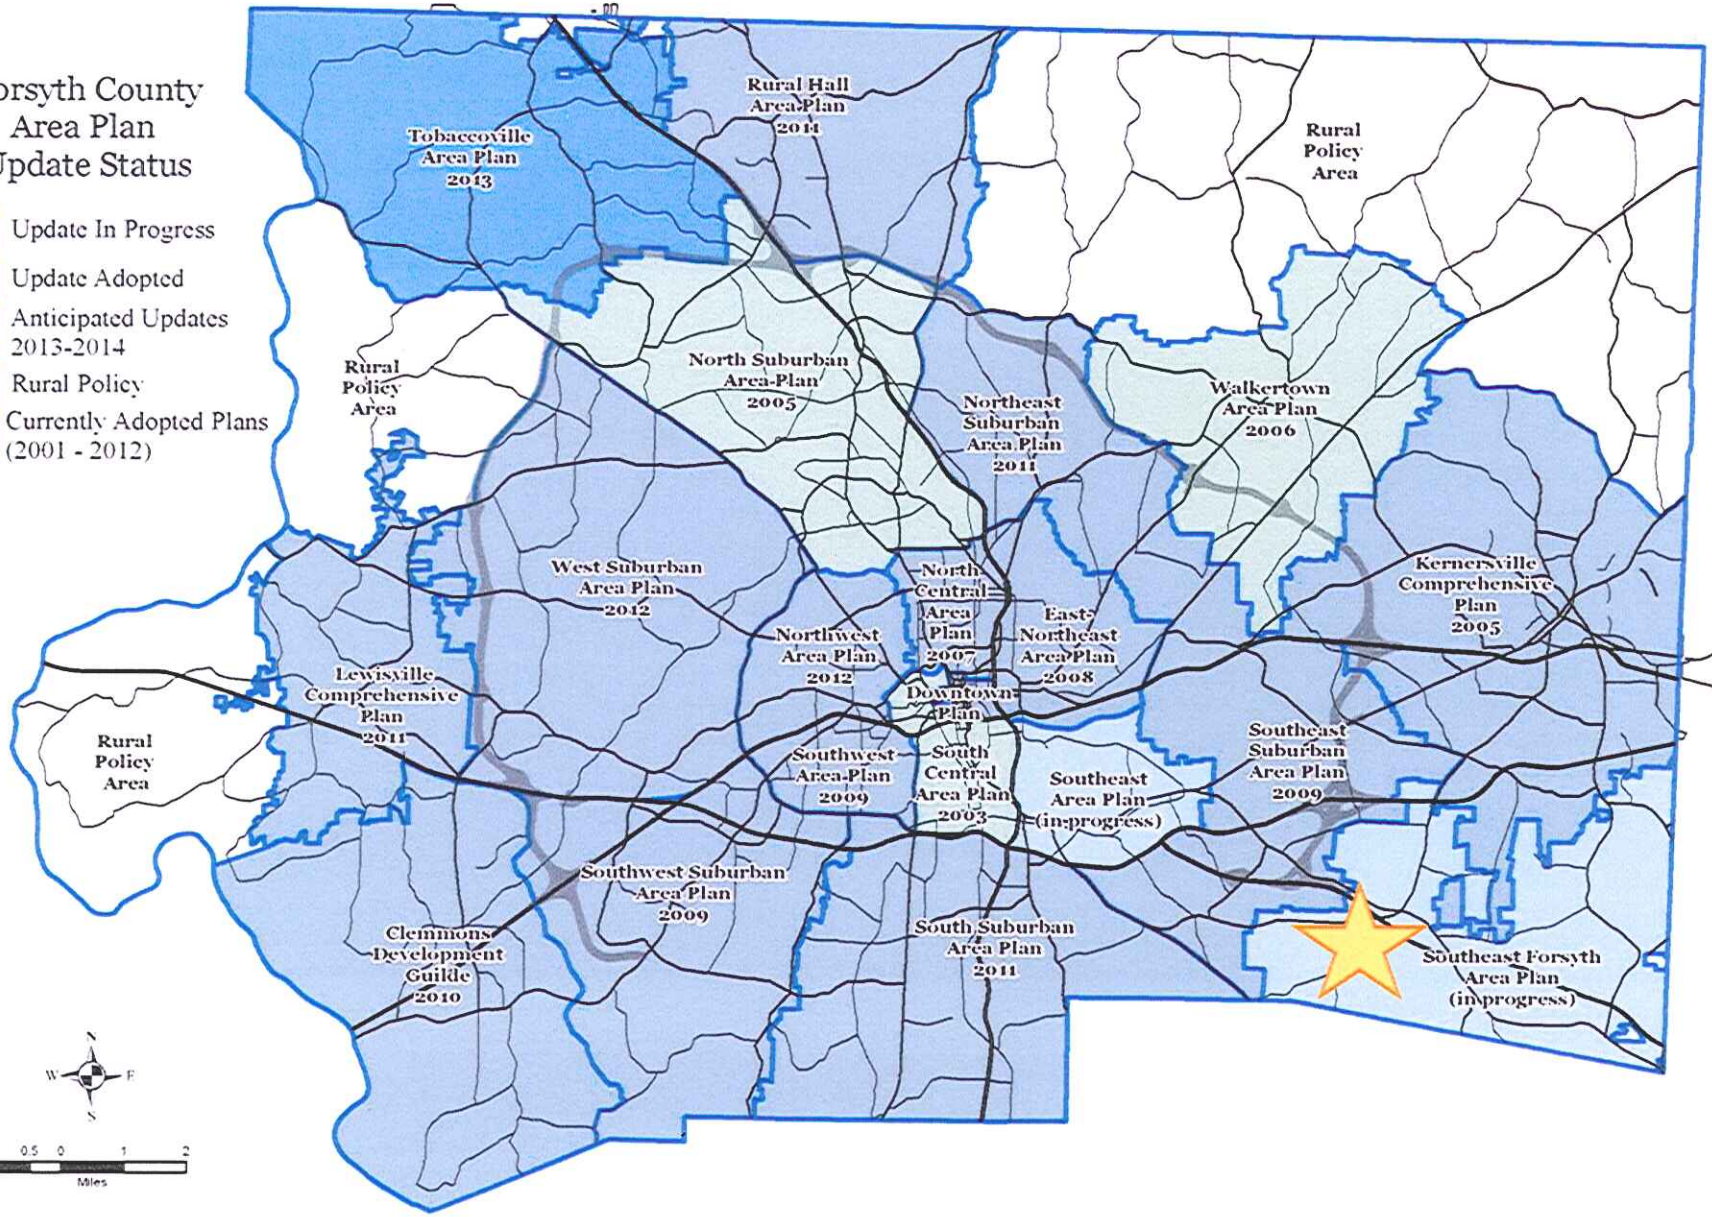 orsyth County
Area Plan
Update Status
Update In Progress
Update Adopted
Anticipated Updates
2013-2014
Rural Policy
Currently Adopted Plans
(2001 - 2012)
Tobaccoville
Area Plan
2013
Rural Hall
Area Plan
2011
Rural
Policy
Area
Rural
Policy
Area
North Suburban
Area Plan
2005
Northeast
Suburban
Area Plan
2011
Walkertown
Area Plan
2006
West Suburban
Area Plan
2012
North
Central
Area
Plan
2007
East-
Northeast
Area Plan
2008
Kernersville
Comprehensive
Plan
2005
Northwest
Area Plan
2012
Lewisville
Comprehensive
Plan
2011
Downtown
Plan
Rural
Policy
Area
Southwest
Area Plan
2009
South
Central
Area Plan
2003
Southeast
Area Plan
(in progress)
Southeast
Suburban
Area Plan
2009
Southwest Suburban
Area Plan
2009
Clemmons
Development
Guilde
2010
South Suburban
Area Plan
2011
Southeast Forsyth
Area Plan
(in progress)
N
W E
S
0.5 0 1 2
Miles